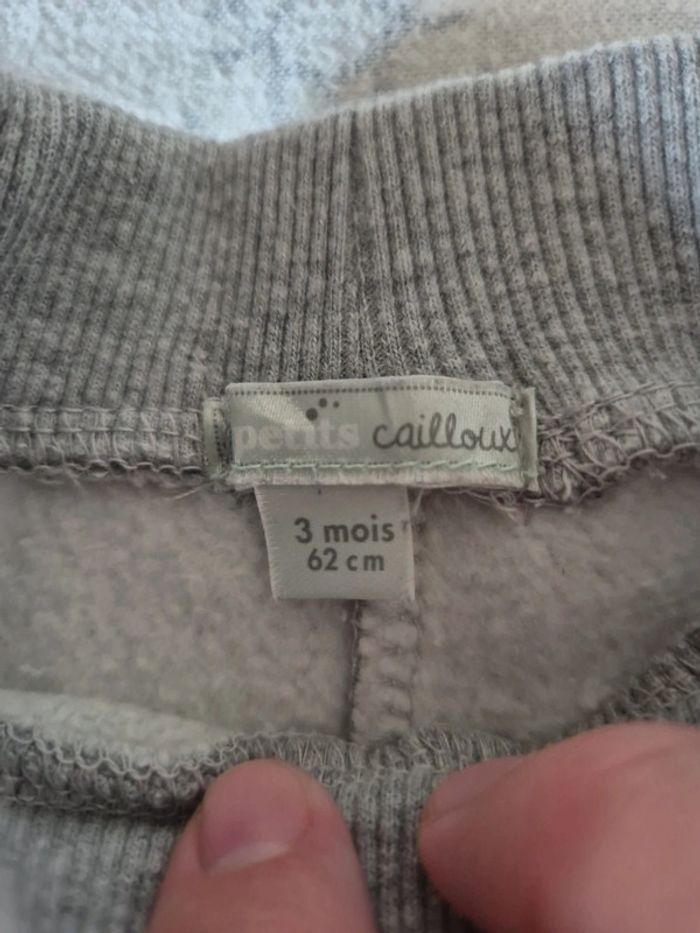 petits cailloux
3 mois
62 cm